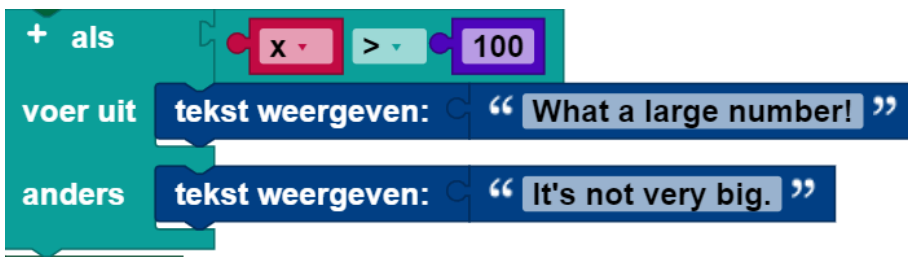 + als x > 100
voer uit tekst weergeven: “ What a large number! ”
anders tekst weergeven: “ It's not very big. ”